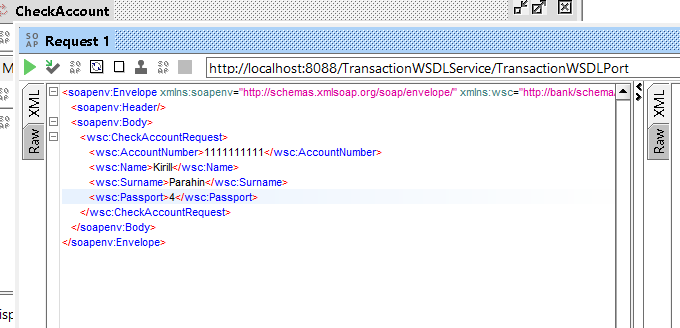 CheckAccount
SO
AP
Request 1
http://localhost:8088/TransactionWSDLService/TransactionWSDLPort
XML
Raw
<soapenv:Envelope xmlns:soapenv="http://schemas.xmlsoap.org/soap/envelope/" xmlns:wsc="http://bank/schema/
<soapenv:Header/>
<soapenv:Body>
<wsc:CheckAccountRequest>
<wsc:AccountNumber>1111111111</wsc:AccountNumber>
<wsc:Name>Kirill</wsc:Name>
<wsc:Surname>Parahin</wsc:Surname>
<wsc:Passport>4</wsc:Passport>
</wsc:CheckAccountRequest>
</soapenv:Body>
</soapenv:Envelope>
XML
Raw